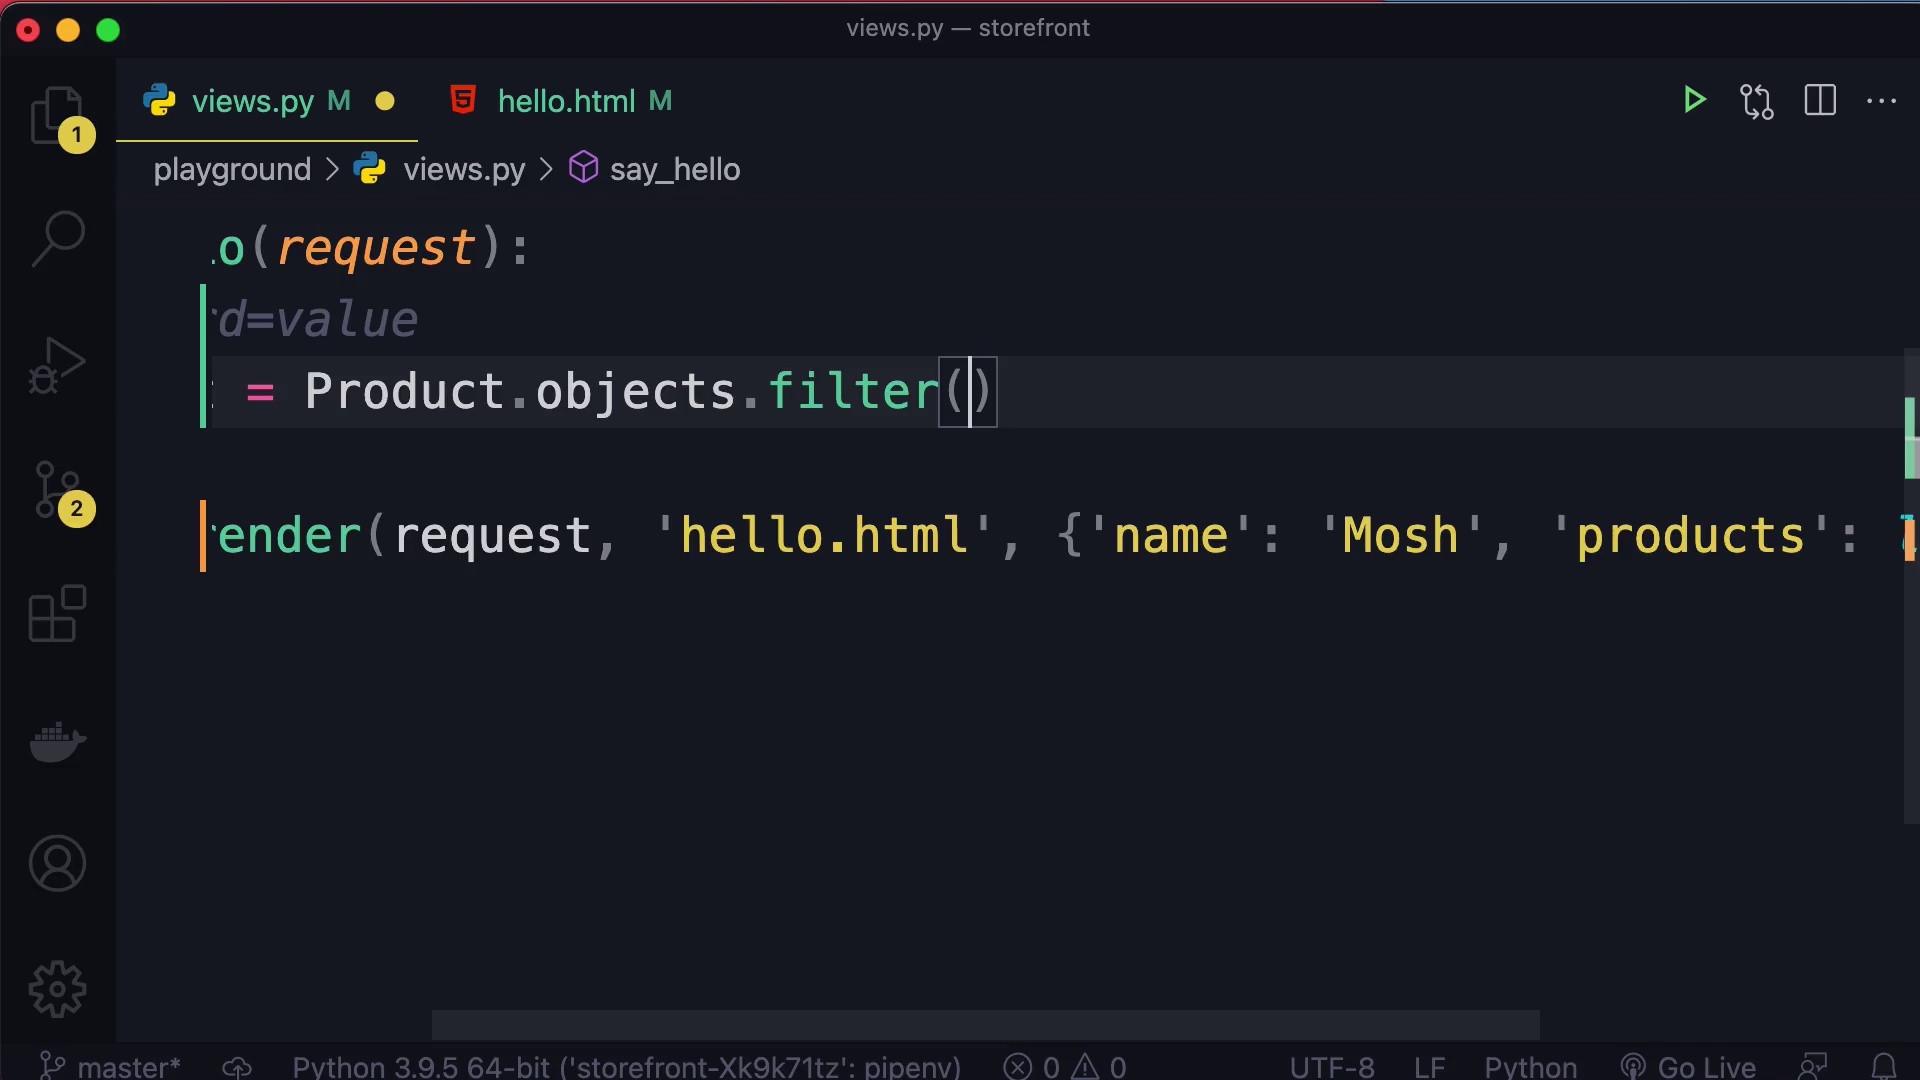 views.py — storefront
views.py M
hello.html M
1
playground > views.py > say_hello
o(request):
d=value
= Product.objects.filter()
2
ender(request, 'hello.html', {'name': 'Mosh', 'products':
master*
Python 3.9.5 64-bit ('storefront-Xk9k71tz': pipenv)
0
0
UTF-8
LF
Python
Go Live